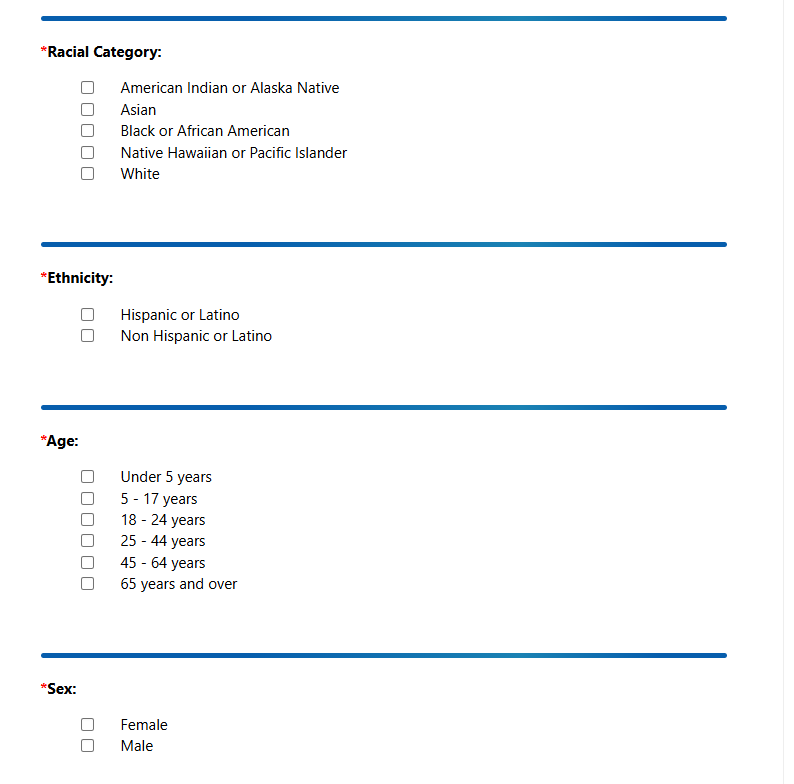 *Racial Category:
American Indian or Alaska Native
Asian
Black or African American
Native Hawaiian or Pacific Islander
White
*Ethnicity:
Hispanic or Latino
Non Hispanic or Latino
*Age:
Under 5 years
5 - 17 years
18 - 24 years
25 - 44 years
45 - 64 years
65 years and over
*Sex:
Female
Male